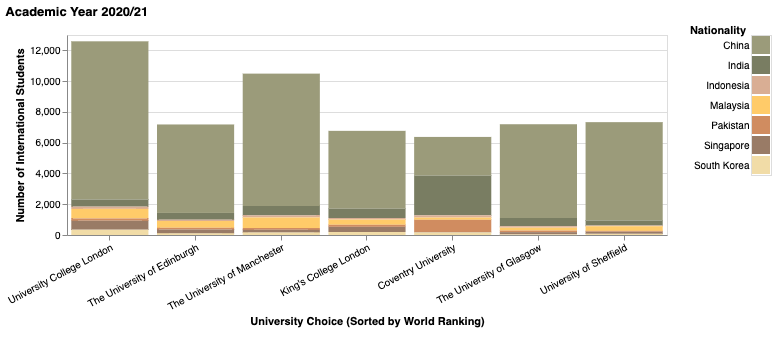 Academic Year 2020/21
Number of International Students
12,000
10,000
8,000
6,000
4,000
2,000
0
University College London
The University of Edinburgh
The University of Manchester
King's College London
Coventry University
The University of Glasgow
University of Sheffield
University Choice (Sorted by World Ranking)
Nationality
China
India
Indonesia
Malaysia
Pakistan
Singapore
South Korea